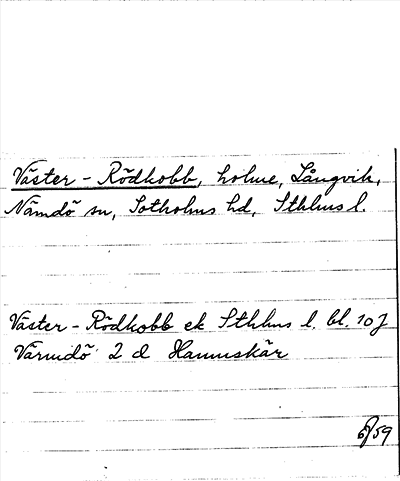 Väster - Rödkobb, holme, Långvik,
Nämdö sn, Sotholms hd, Sthlms l.
Väster - Rödkobb ek Sthlms l. bl. 10 J
Värmdö 2 d Hamnskär
59